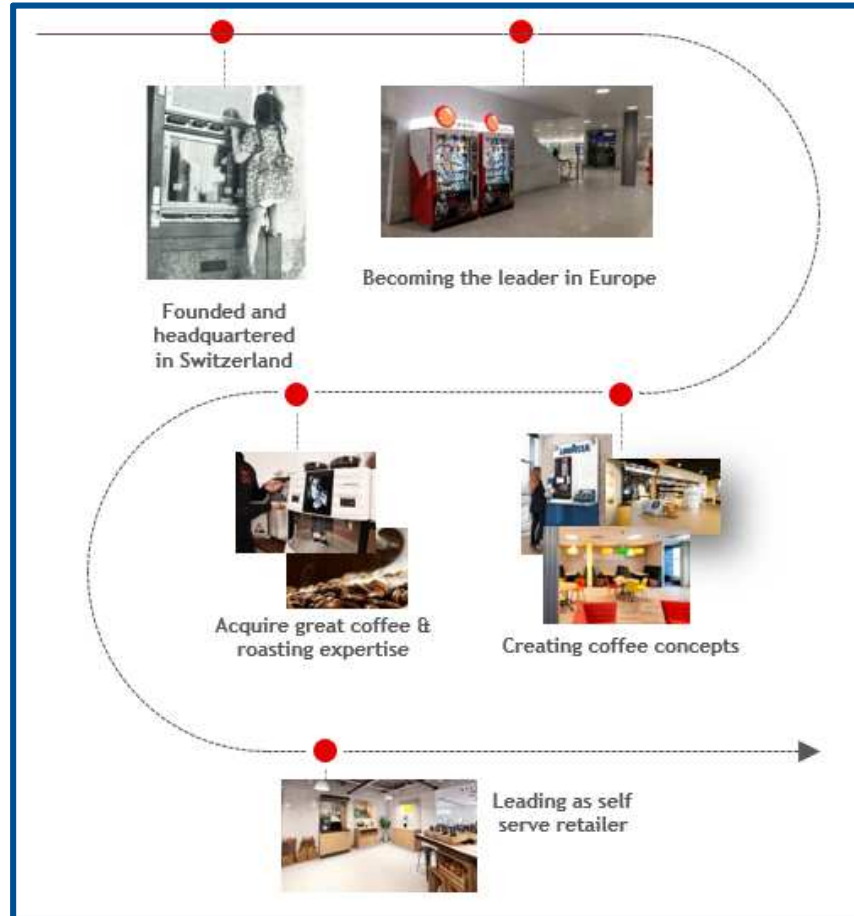 Founded and
headquartered
in Switzerland
Becoming the leader in Europe
LAVAZZA
Acquire great coffee &
roasting expertise
Creating coffee concepts
Leading as self
serve retailer